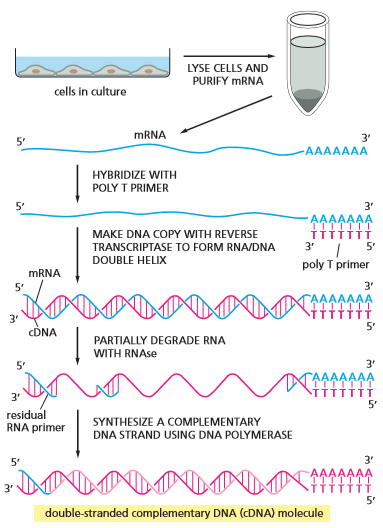 LYSE CELLS AND
PURIFY mRNA
cells in culture
mRNA
5′ 3′
AAAAAAA
HYBRIDIZE WITH
POLY T PRIMER
5′ 3′
AAAAAAA
TTTTTTT
3′ 5′
MAKE DNA COPY WITH REVERSE
TRANSCRIPTASE TO FORM RNA/DNA
DOUBLE HELIX
poly T primer
mRNA
5′ 3′
AAAAAAA
TTTTTTT
3′ 5′
cDNA
PARTIALLY DEGRADE RNA
WITH RNAse
5′ 3′
AAAAAAA
TTTTTTT
3′ 5′
residual
RNA primer
SYNTHESIZE A COMPLEMENTARY
DNA STRAND USING DNA POLYMERASE
5′ 3′
AAAAAAA
TTTTTTT
3′ 5′
double-stranded complementary DNA (cDNA) molecule